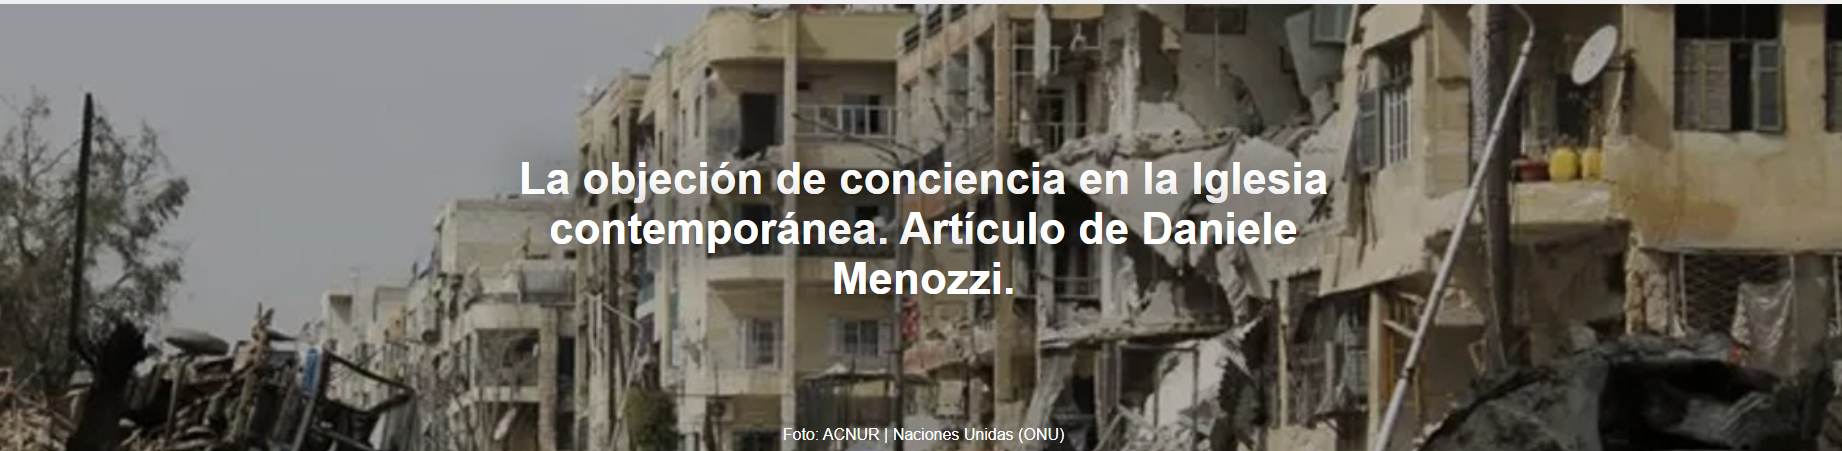 La objeción de conciencia en la Iglesia
contemporánea. Artículo de Daniele
Menozzi.
Foto: ACNUR | Naciones Unidas (ONU)